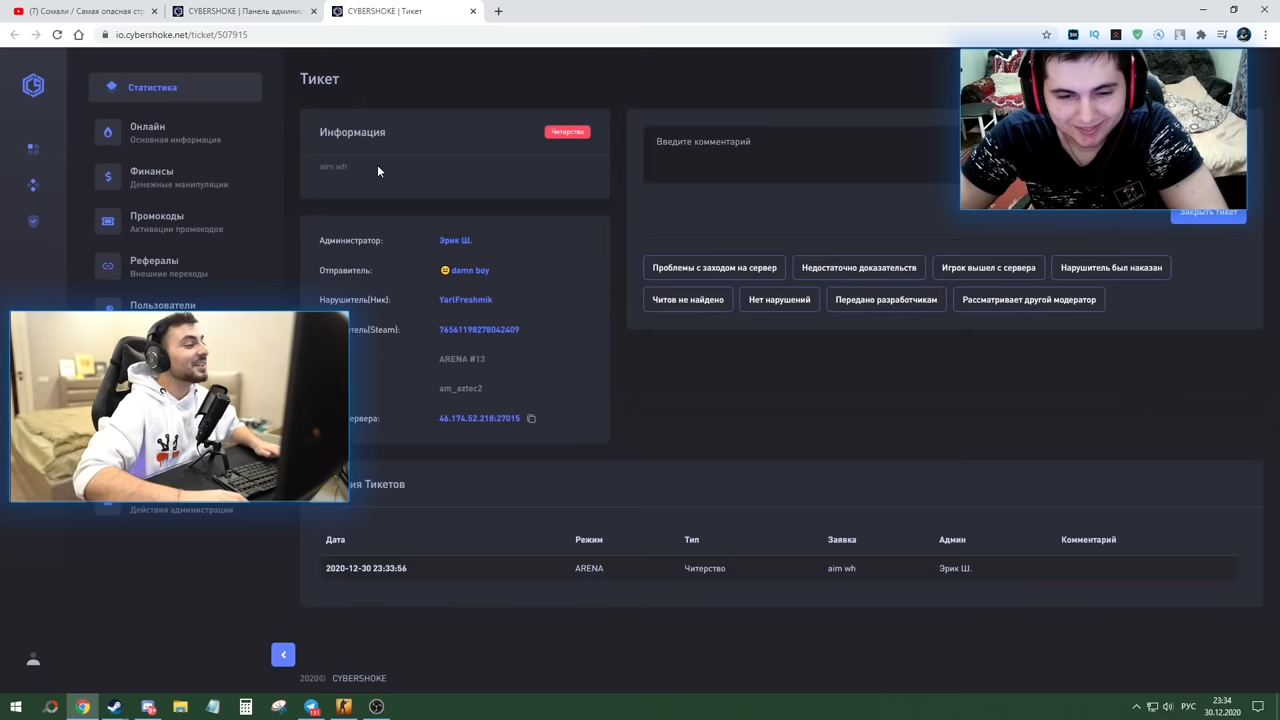 (7) Сомали / Самая опасная стр
CYBERSHOKE | Панель админис
CYBERSHOKE | Тикет
io.cybershoke.net/ticket/507915
Статистика
Онлайн
Основная информация
Финансы
Денежные манипуляции
Промокоды
Активации промокодов
Рефералы
Внешние переходы
Пользователи
Действия администрации
Тикет
Информация
Читерство
aim wh
Введите комментарий
Закрыть тикет
Администратор:
Эрик Ш.
Отправитель:
damn boy
Нарушитель(Ник):
YarlFreshmik
итель(Steam):
76561198278042409
ARENA #13
am_aztec2
ервера:
46.174.52.218:27015
Проблемы с заходом на сервер
Недостаточно доказательств
Игрок вышел с сервера
Нарушитель был наказан
Читов не найдено
Нет нарушений
Передано разработчикам
Рассматривает другой модератор
ия Тикетов
Дата Режим Тип Заявка Админ Комментарий
2020-12-30 23:33:56 ARENA Читерство aim wh Эрик Ш.
2020© CYBERSHOKE
131
РУС
23:34
30.12.2020